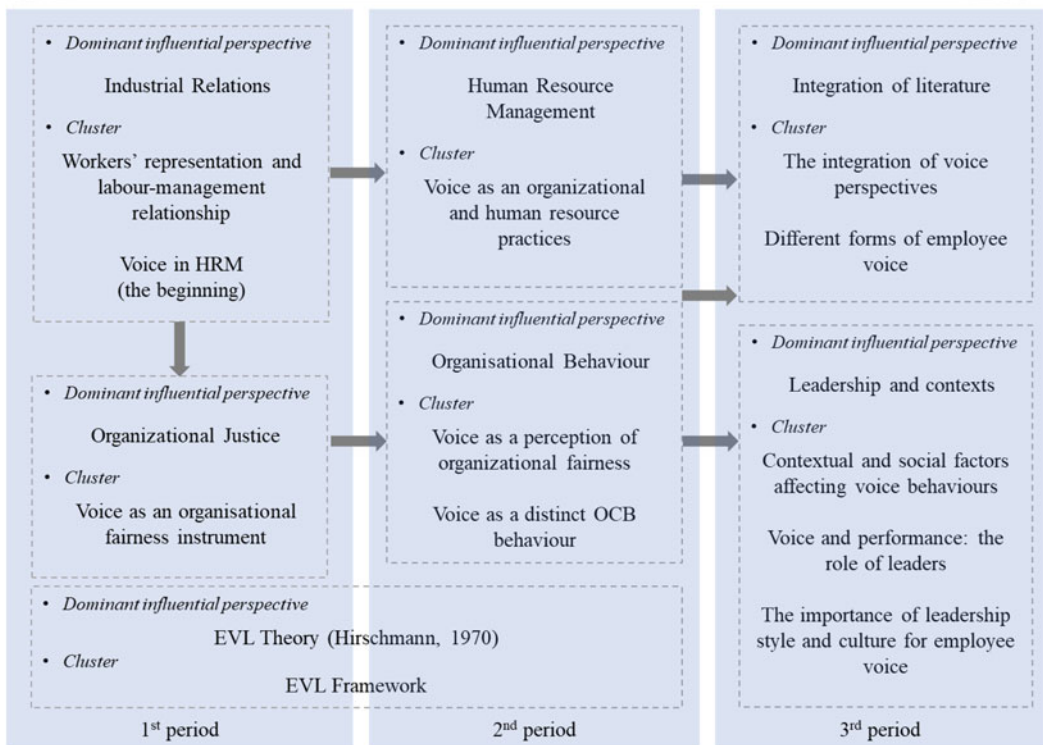 • Dominant influential perspective
Industrial Relations
• Cluster
Workers' representation and
labour-management
relationship
Voice in HRM
(the beginning)
• Dominant influential perspective
Organizational Justice
• Cluster
Voice as an organisational
fairness instrument
• Dominant influential perspective
Human Resource
Management
• Cluster
Voice as an organizational
and human resource
practices
• Dominant influential perspective
Organisational Behaviour
• Cluster
Voice as a perception of
organizational fairness
Voice as a distinct OCB
behaviour
• Dominant influential perspective
EVL Theory (Hirschmann, 1970)
• Cluster
EVL Framework
• Dominant influential perspective
Integration of literature
• Cluster
The integration of voice
perspectives
Different forms of employee
voice
• Dominant influential perspective
Leadership and contexts
• Cluster
Contextual and social factors
affecting voice behaviours
Voice and performance: the
role of leaders
The importance of leadership
style and culture for employee
voice
1st period
2nd period
3rd period